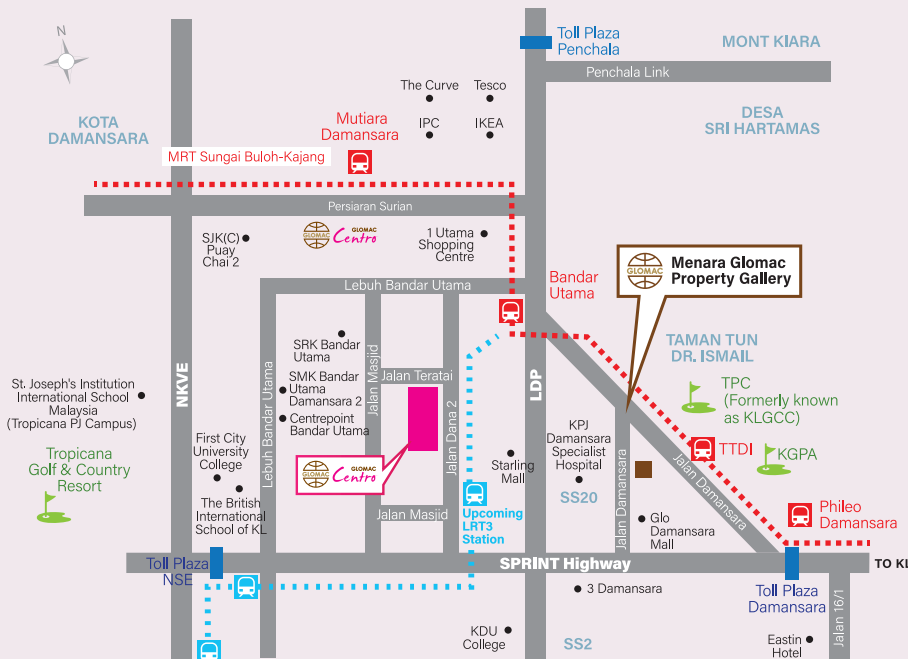 N
Toll Plaza
Penchala
MONT KIARA
Penchala Link
The Curve
Tesco
IPC
IKEA
KOTA
DAMANSARA
Mutiara
Damansara
DESA
SRI HARTAMAS
MRT Sungai Buloh-Kajang
Persiaran Surian
SJK(C)
Puay
Chai 2
GLOMAC
GLOMAC
Centro
1 Utama
Shopping
Centre
GLOMAC
Menara Glomac
Property Gallery
Lebuh Bandar Utama
Bandar
Utama
SRK Bandar
Utama
TAMAN TUN
DR. ISMAIL
NKVE
LDP
Jalan Masjid
Jalan Teratai
SMK Bandar
Utama
Damansara 2
Centrepoint
Bandar Utama
Lebuh Bandar Utama
Jalan Dana 2
St. Joseph's Institution
International School
Malaysia
(Tropicana PJ Campus)
TPC
(Formerly known
as KLGCC)
KPJ
Damansara
Specialist
Hospital
First City
University
College
Tropicana
Golf & Country
Resort
GLOMAC
GLOMAC
Centro
Starling
Mall
TTDI
KGPA
Jalan Damansara
Jalan Damansara
SS20
The British
International
School of KL
Jalan Masjid
Upcoming
LRT3
Station
Glo
Damansara
Mall
Phileo
Damansara
Toll Plaza
NSE
SPRINT Highway
TO KL
3 Damansara
Toll Plaza
Damansara
Jalan 16/1
KDU
College
SS2
Eastin
Hotel